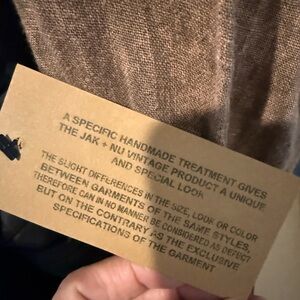 A SPECIFIC HANDMADE TREATMENT GIVES
THE JAK + NU VINTAGE PRODUCT A UNIQUE
AND SPECIAL LOOK
THE SLIGHT DIFFERENCES IN THE SIZE, LOOK OR COLOR
BETWEEN GARMENTS OF THE SAME STYLES,
THEREFORE CAN IN NO MANNER BE CONSIDERED AS DEFECT
BUT ON THE CONTRARY AS THE EXCLUSIVE
SPECIFICATIONS OF THE GARMENT